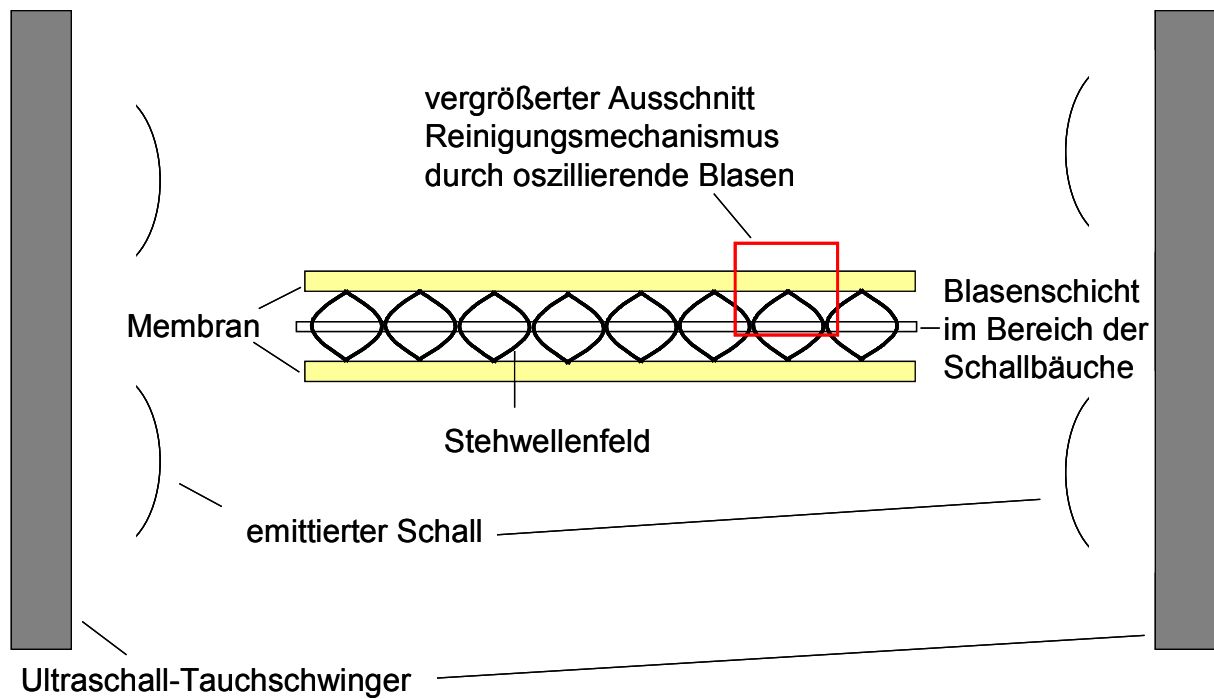 vergrößerter Ausschnitt
Reinigungsmechanismus
durch oszillierende Blasen
Membran
Blasenschicht
im Bereich der
Schallbäuche
Stehwellenfeld
emittierter Schall
Ultraschall-Tauchschwinger